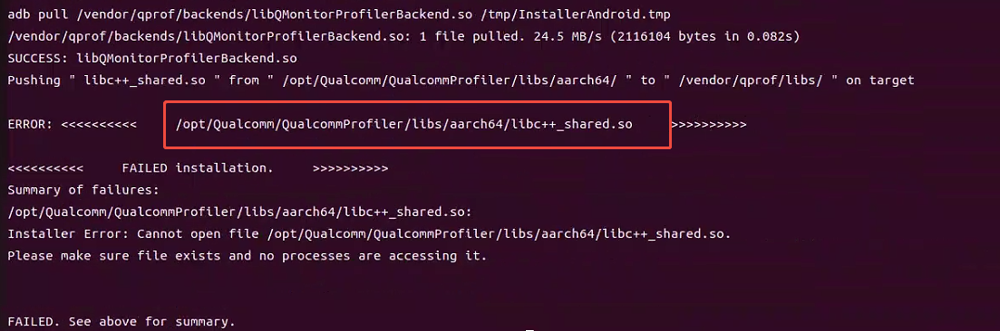 adb pull /vendor/qprof/backends/libQMonitorProfilerBackend.so /tmp/InstallerAndroid.tmp
/vendor/qprof/backends/libQMonitorProfilerBackend.so: 1 file pulled. 24.5 MB/s (2116104 bytes in 0.082s)
SUCCESS: libQMonitorProfilerBackend.so
Pushing " libc++_shared.so " from " /opt/Qualcomm/QualcommProfiler/libs/aarch64/ " to " /vendor/qprof/libs/ " on target
ERROR: <<<<<<<<<< /opt/Qualcomm/QualcommProfiler/libs/aarch64/libc++_shared.so >>>>>>>>>>
<<<<<<<<<< FAILED installation. >>>>>>>>>>
Summary of failures:
/opt/Qualcomm/QualcommProfiler/libs/aarch64/libc++_shared.so:
Installer Error: Cannot open file /opt/Qualcomm/QualcommProfiler/libs/aarch64/libc++_shared.so.
Please make sure file exists and no processes are accessing it.
FAILED. See above for summary.